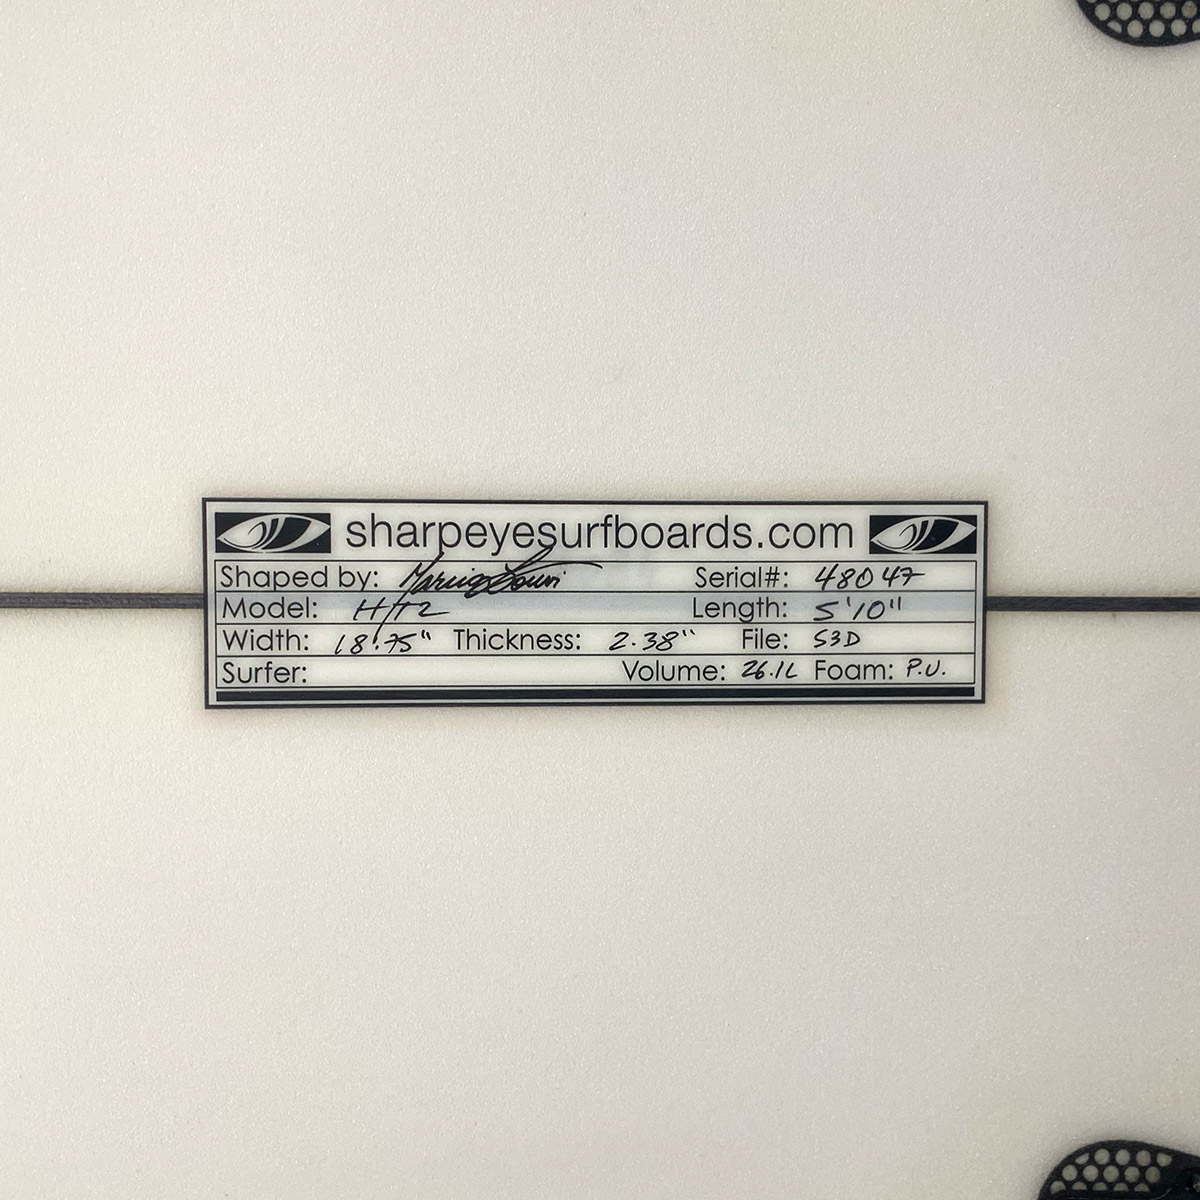 sharpeyesurfboards.com
Shaped by: Marcio Zouvi Serial#: 48047
Model: HT2 Length: 5'10"
Width: 18.75" Thickness: 2.38" File: S3D
Surfer: Volume: 26.1L Foam: P.U.